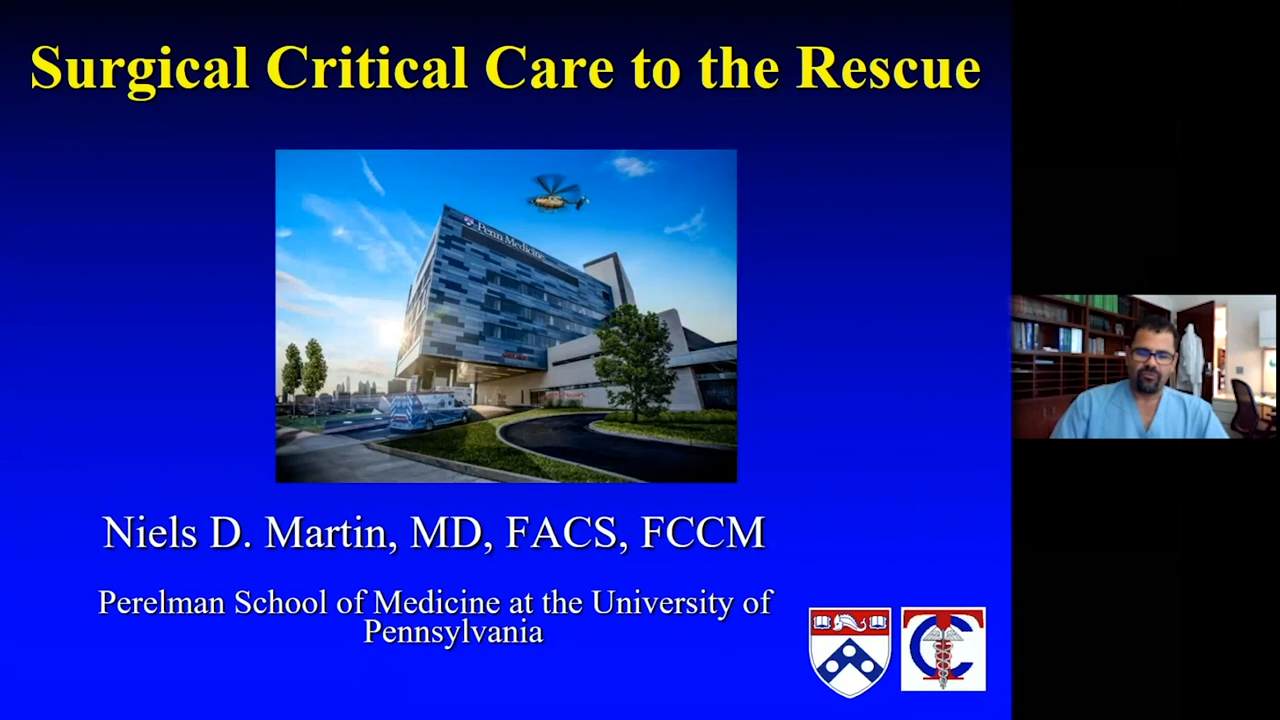 Surgical Critical Care to the Rescue
Penn Medicine
Niels D. Martin, MD, FACS, FCCM
Perelman School of Medicine at the University of
Pennsylvania